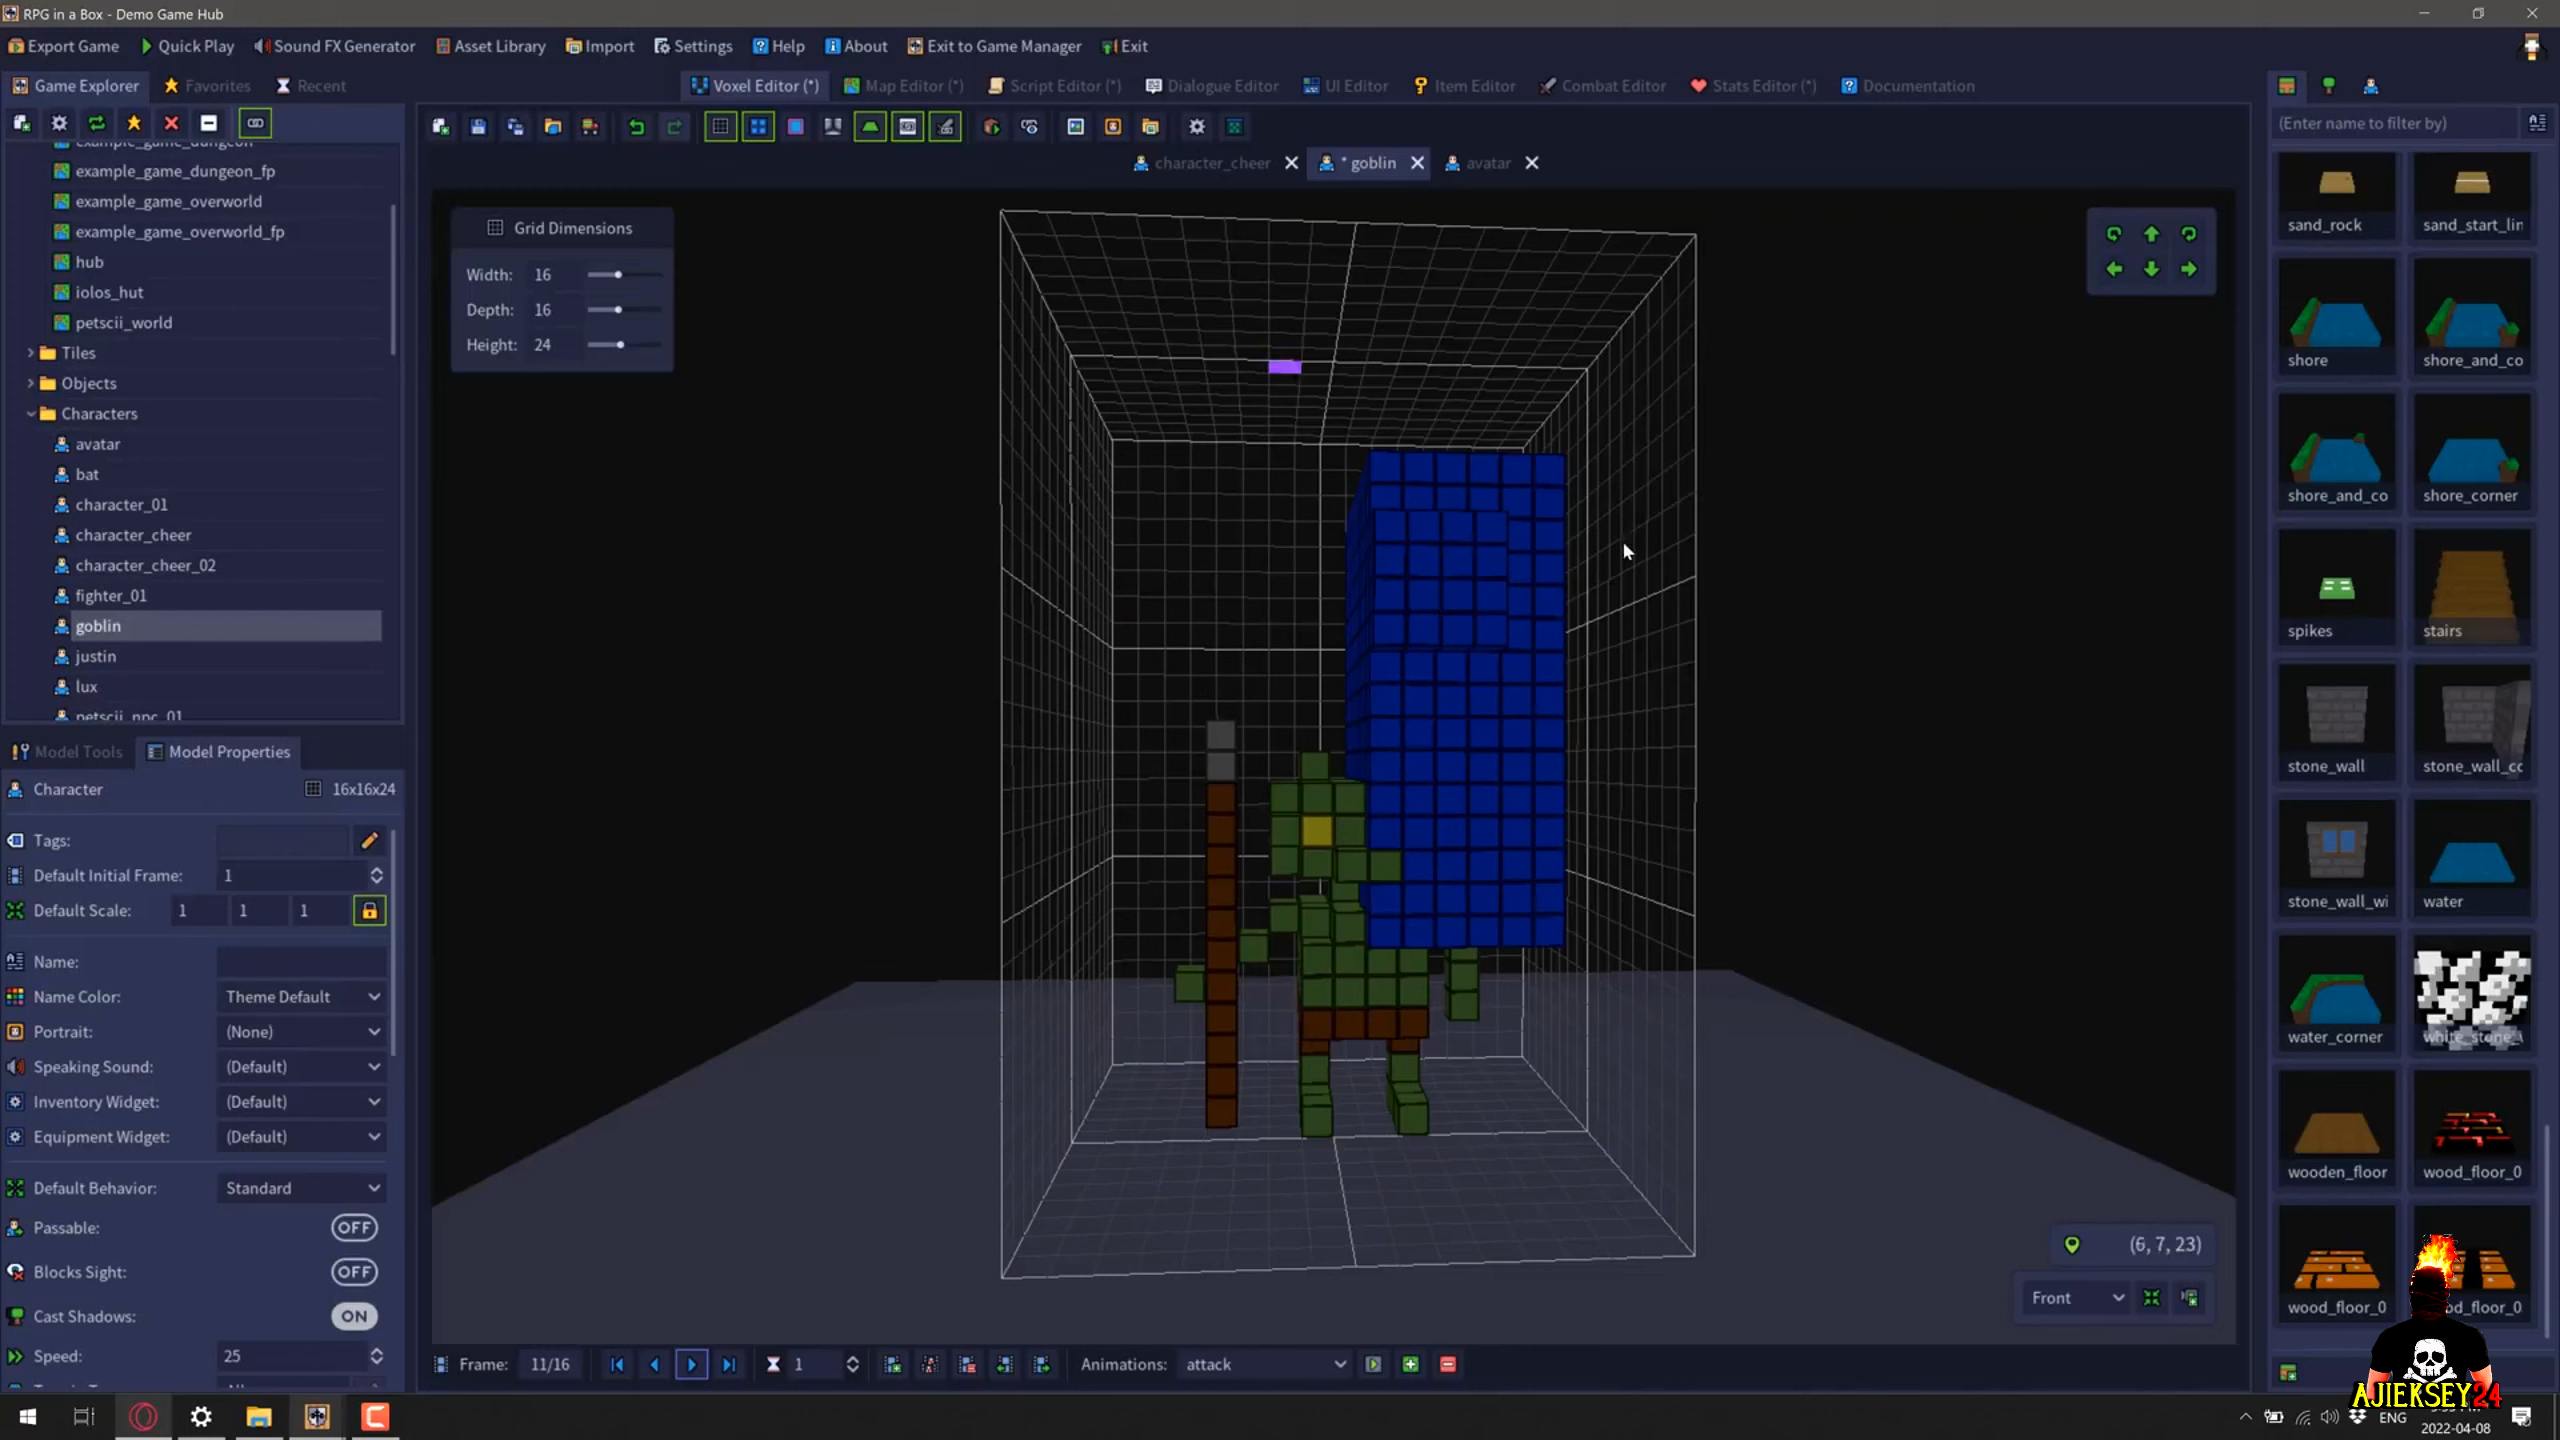 RPG in a Box - Demo Game Hub
Export Game Quick Play Sound FX Generator Asset Library Import Settings Help About Exit to Game Manager Exit
Game Explorer Favorites Recent
Voxel Editor (*) Map Editor (*) Script Editor (*) Dialogue Editor UI Editor Item Editor Combat Editor Stats Editor (*) Documentation
(Enter name to filter by)
character_cheer * goblin avatar
example_game_dungeon
example_game_dungeon_fp
example_game_overworld
example_game_overworld_fp
hub
iolos_hut
petscii_world
Tiles
Objects
Characters
avatar
bat
character_01
character_cheer
character_cheer_02
fighter_01
goblin
justin
lux
petscii_npc_01
Grid Dimensions
Width: 16
Depth: 16
Height: 24
Model Tools Model Properties
Character 16x16x24
Tags:
Default Initial Frame: 1
Default Scale: 1 1 1
Name:
Name Color: Theme Default
Portrait: (None)
Speaking Sound: (Default)
Inventory Widget: (Default)
Equipment Widget: (Default)
Default Behavior: Standard
Passable: OFF
Blocks Sight: OFF
Cast Shadows: ON
Speed: 25
(6, 7, 23)
Front
Frame: 11/16 1 Animations: attack
sand_rock sand_start_lin
shore shore_and_co
shore_and_co shore_corner
spikes stairs
stone_wall stone_wall_cc
stone_wall_wi water
water_corner white_stone_
wooden_floor wood_floor_0
wood_floor_0 od_floor_0
AJIEKSEY24
ENG
2022-04-08